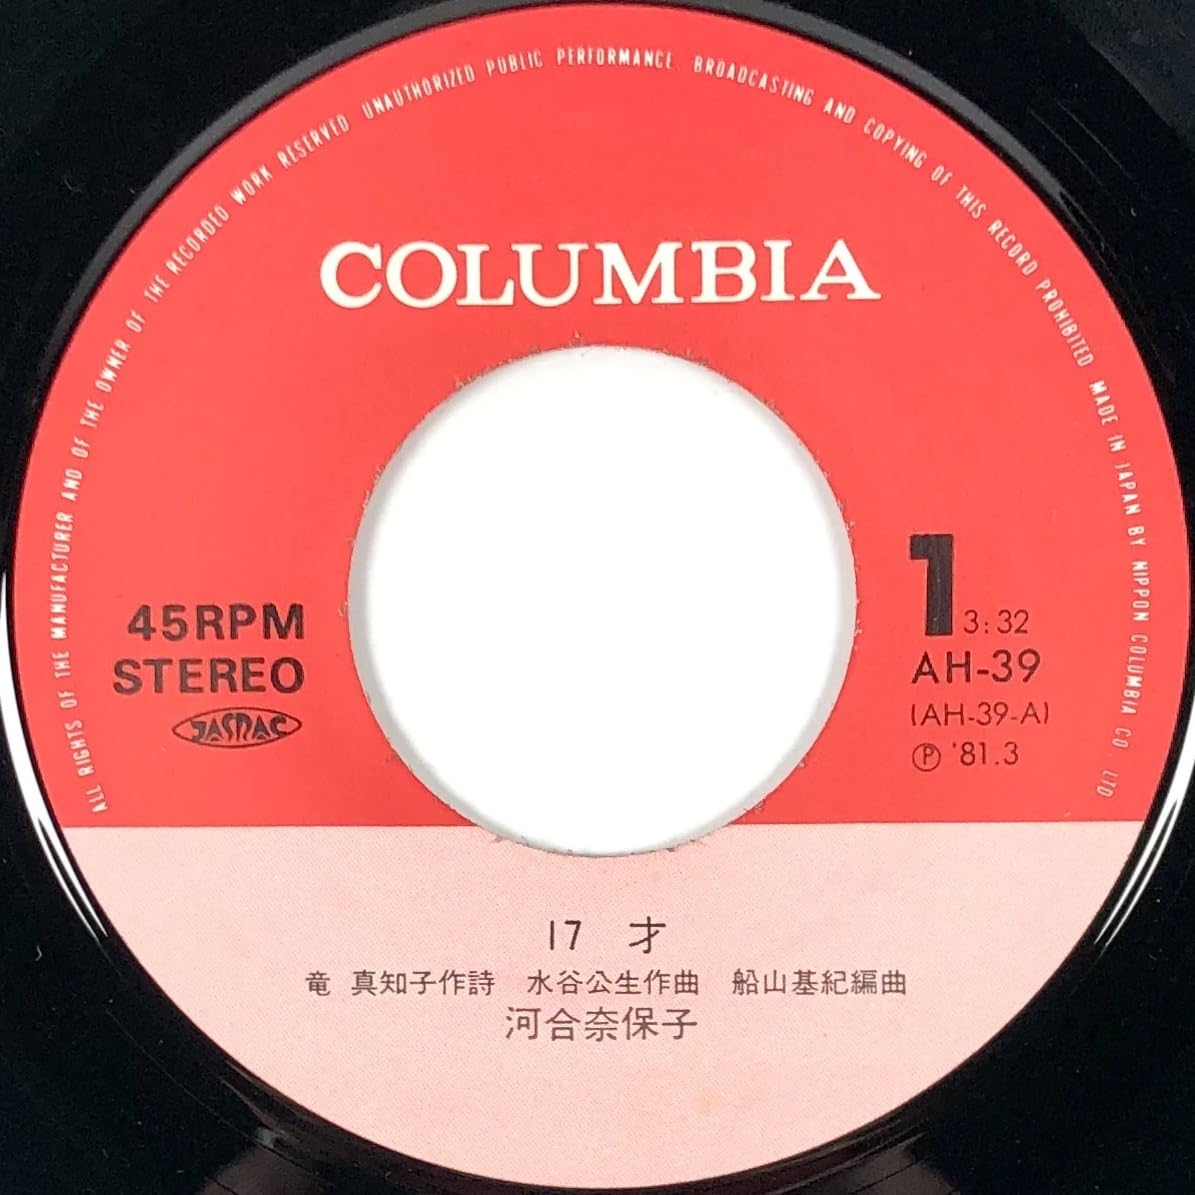 ALL RIGHTS OF THE MANUFACTURER AND OF THE OWNER OF THE RECORDED WORK RESERVED UNAUTHORIZED PUBLIC PERFORMANCE BROADCASTING AND COPYING OF THIS RECORD PROHIBITED MADE IN JAPAN BY NIPPON COLUMBIA CO., LTD
COLUMBIA
45RPM
STEREO
JASRAC
1 3:32
AH-39
(AH-39-A)
Ⓟ '81.3
17 才
竜 真知子作詩 水谷公生作曲 船山基紀編曲
河合奈保子